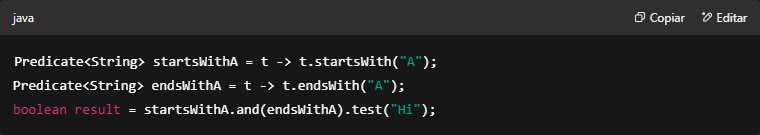 java
Copiar
Editar
Predicate<String> startsWithA = t -> t.startsWith("A");
Predicate<String> endsWithA = t -> t.endsWith("A");
boolean result = startsWithA.and(endsWithA).test("Hi");